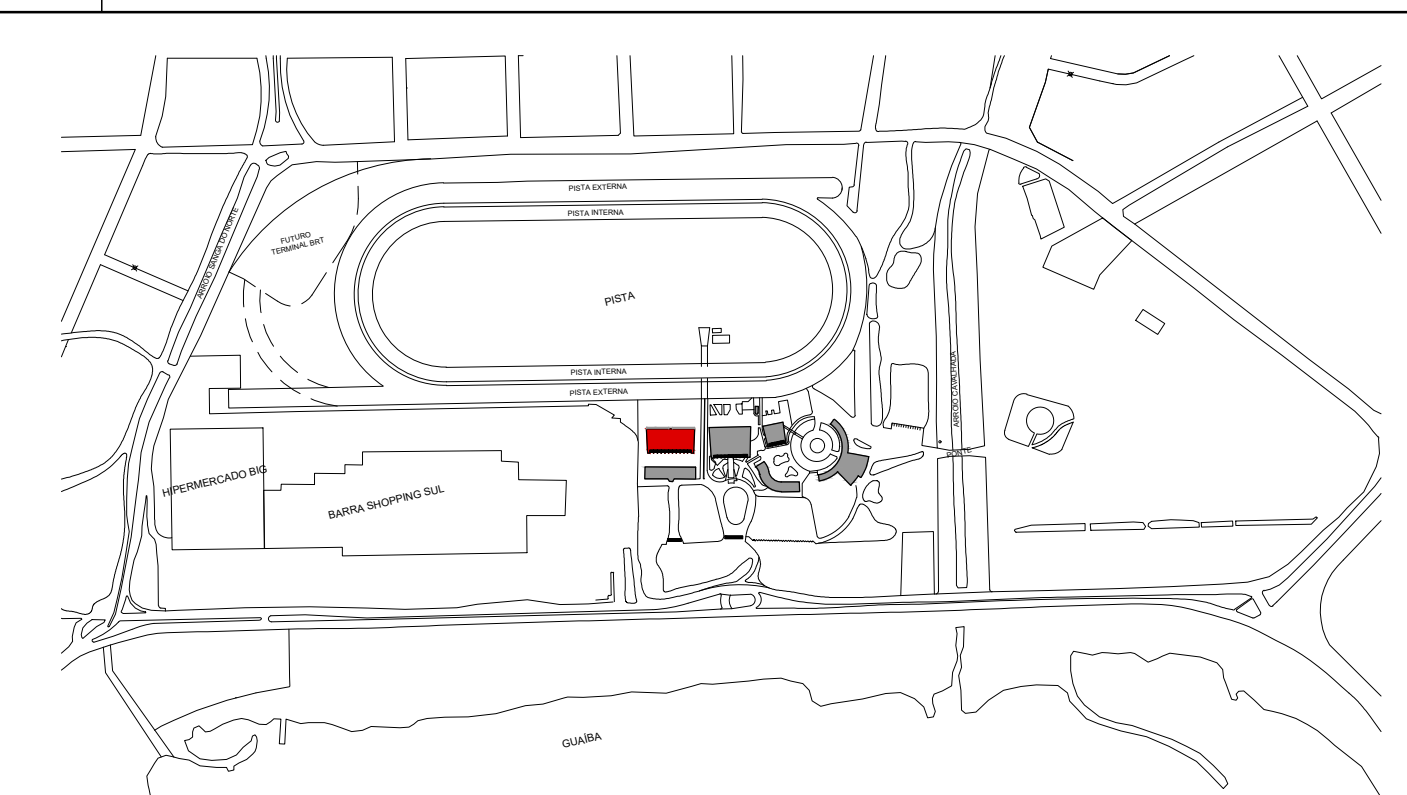 PISTA EXTERNA
PISTA INTERNA
ARROIO SANGA DO NORTE
FUTURO
TERMINAL BRT
PISTA
PISTA INTERNA
PISTA EXTERNA
ARROIO CAVALHADA
PONTE
HIPERMERCADO BIG
BARRA SHOPPING SUL
GUAÍBA